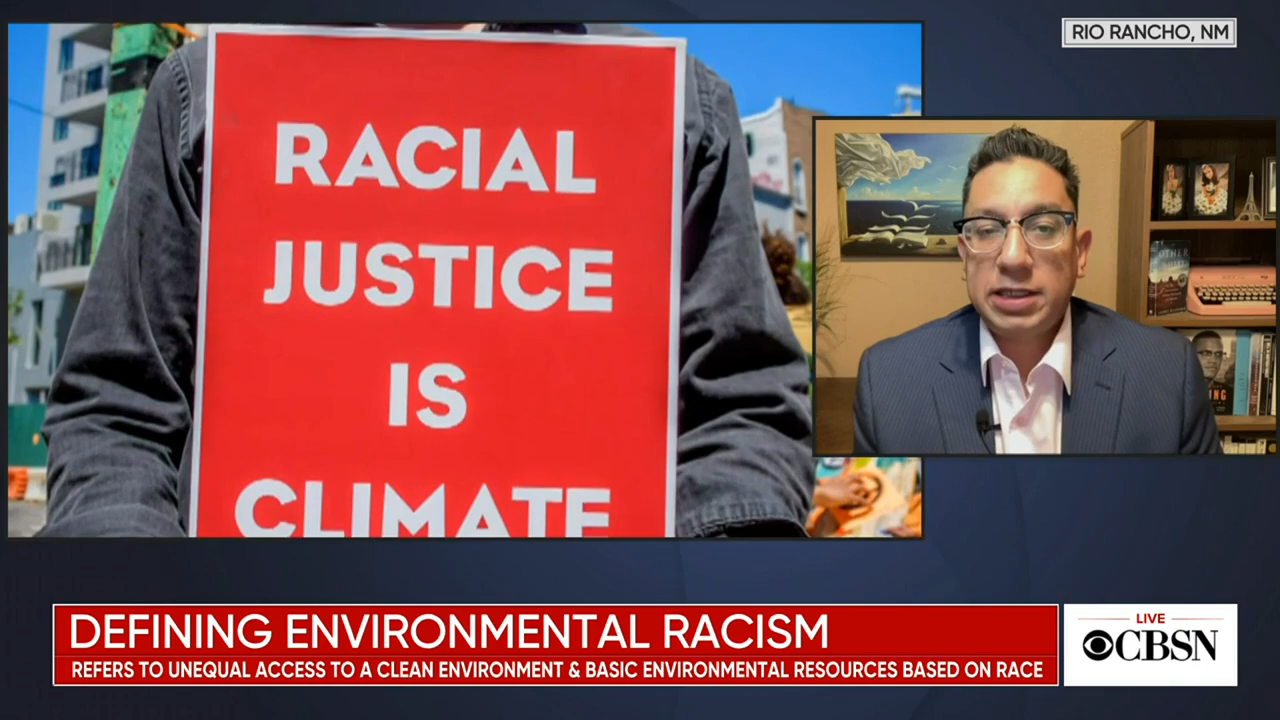 RIO RANCHO, NM
RACIAL
JUSTICE
IS
CLIMATE
OTHER
DEFINING ENVIRONMENTAL RACISM
REFERS TO UNEQUAL ACCESS TO A CLEAN ENVIRONMENT & BASIC ENVIRONMENTAL RESOURCES BASED ON RACE
LIVE
CBSN